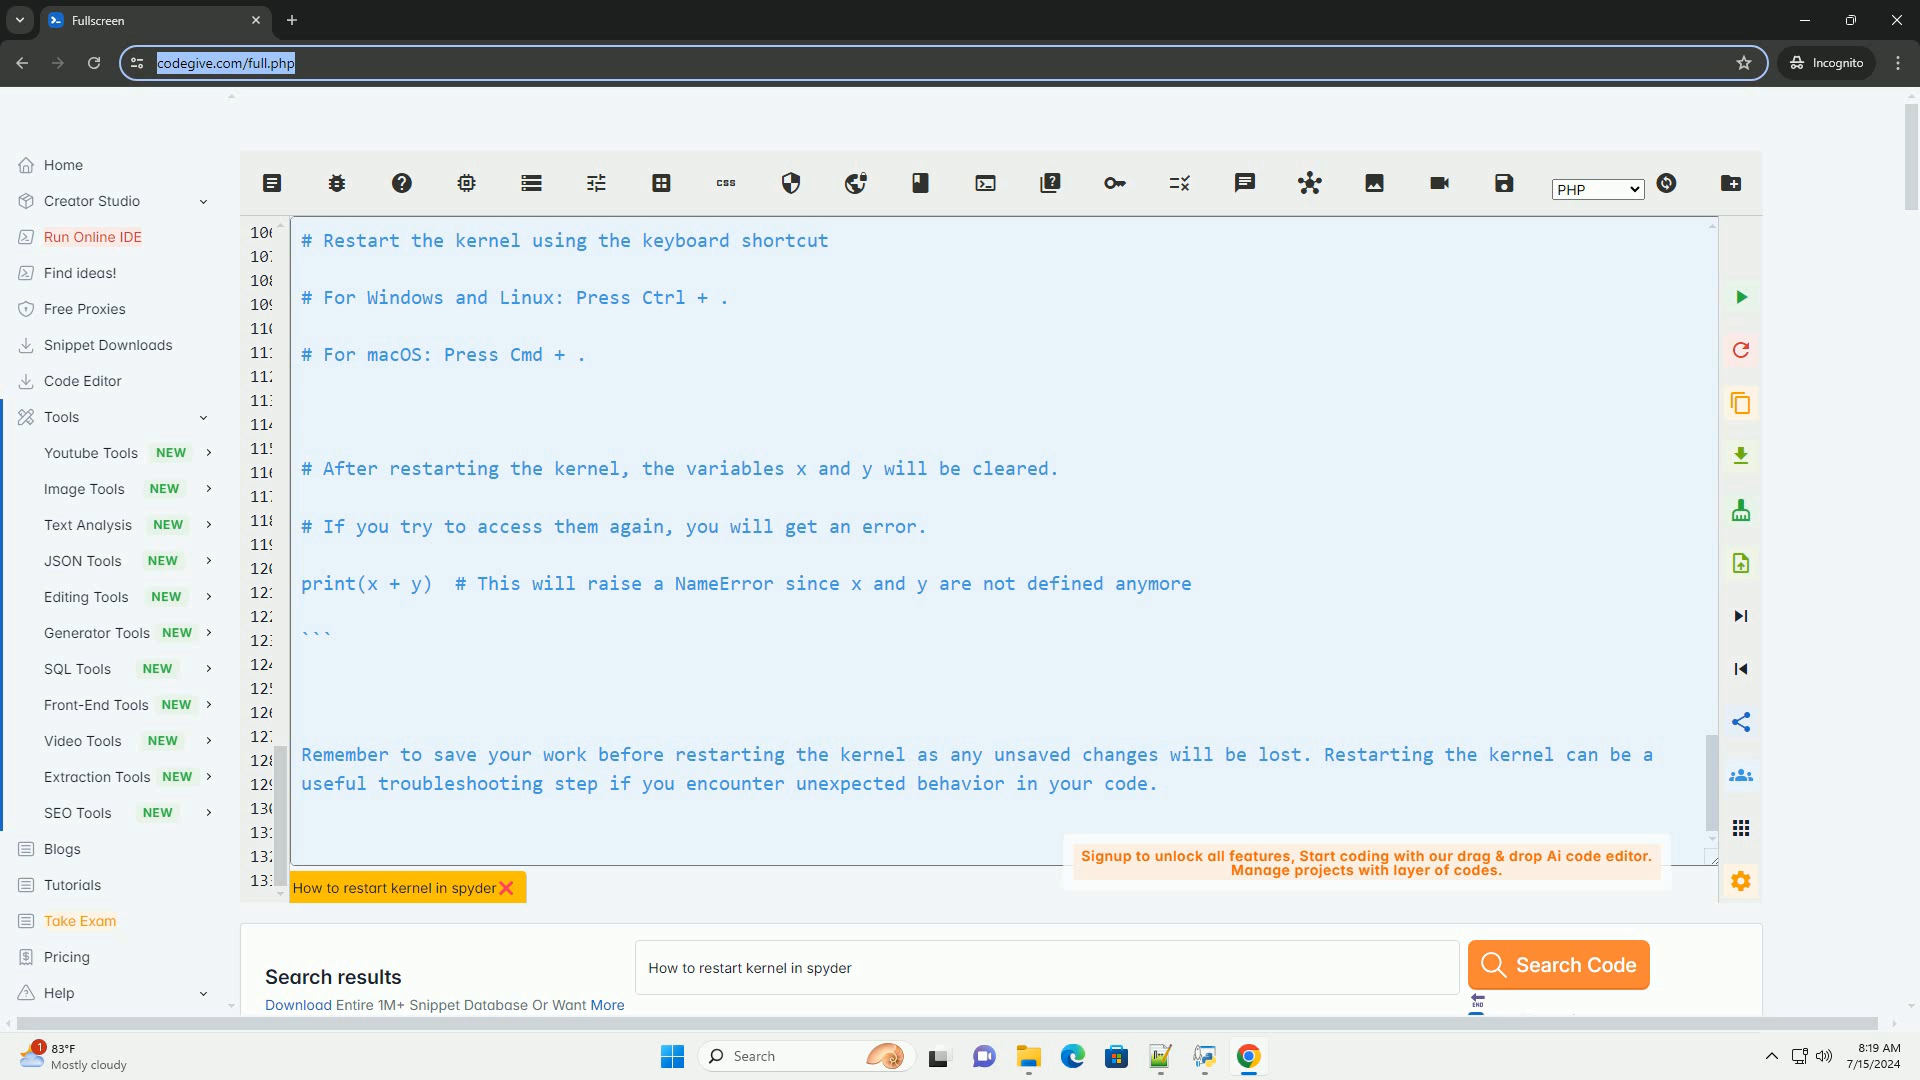 Fullscreen
codegive.com/full.php
Incognito
Home
Creator Studio
Run Online IDE
Find ideas!
Free Proxies
Snippet Downloads
Code Editor
Tools
Youtube Tools NEW
Image Tools NEW
Text Analysis NEW
JSON Tools NEW
Editing Tools NEW
Generator Tools NEW
SQL Tools NEW
Front-End Tools NEW
Video Tools NEW
Extraction Tools NEW
SEO Tools NEW
Blogs
Tutorials
Take Exam
Pricing
Help
css
PHP
# Restart the kernel using the keyboard shortcut
# For Windows and Linux: Press Ctrl + .
# For macOS: Press Cmd + .
# After restarting the kernel, the variables x and y will be cleared.
# If you try to access them again, you will get an error.
print(x + y)  # This will raise a NameError since x and y are not defined anymore
```
Remember to save your work before restarting the kernel as any unsaved changes will be lost. Restarting the kernel can be a
useful troubleshooting step if you encounter unexpected behavior in your code.
Signup to unlock all features, Start coding with our drag & drop Ai code editor.
Manage projects with layer of codes.
How to restart kernel in spyder
Search results
Download Entire 1M+ Snippet Database Or Want More
How to restart kernel in spyder
Search Code
END
1
83°F
Mostly cloudy
Search
8:19 AM
7/15/2024